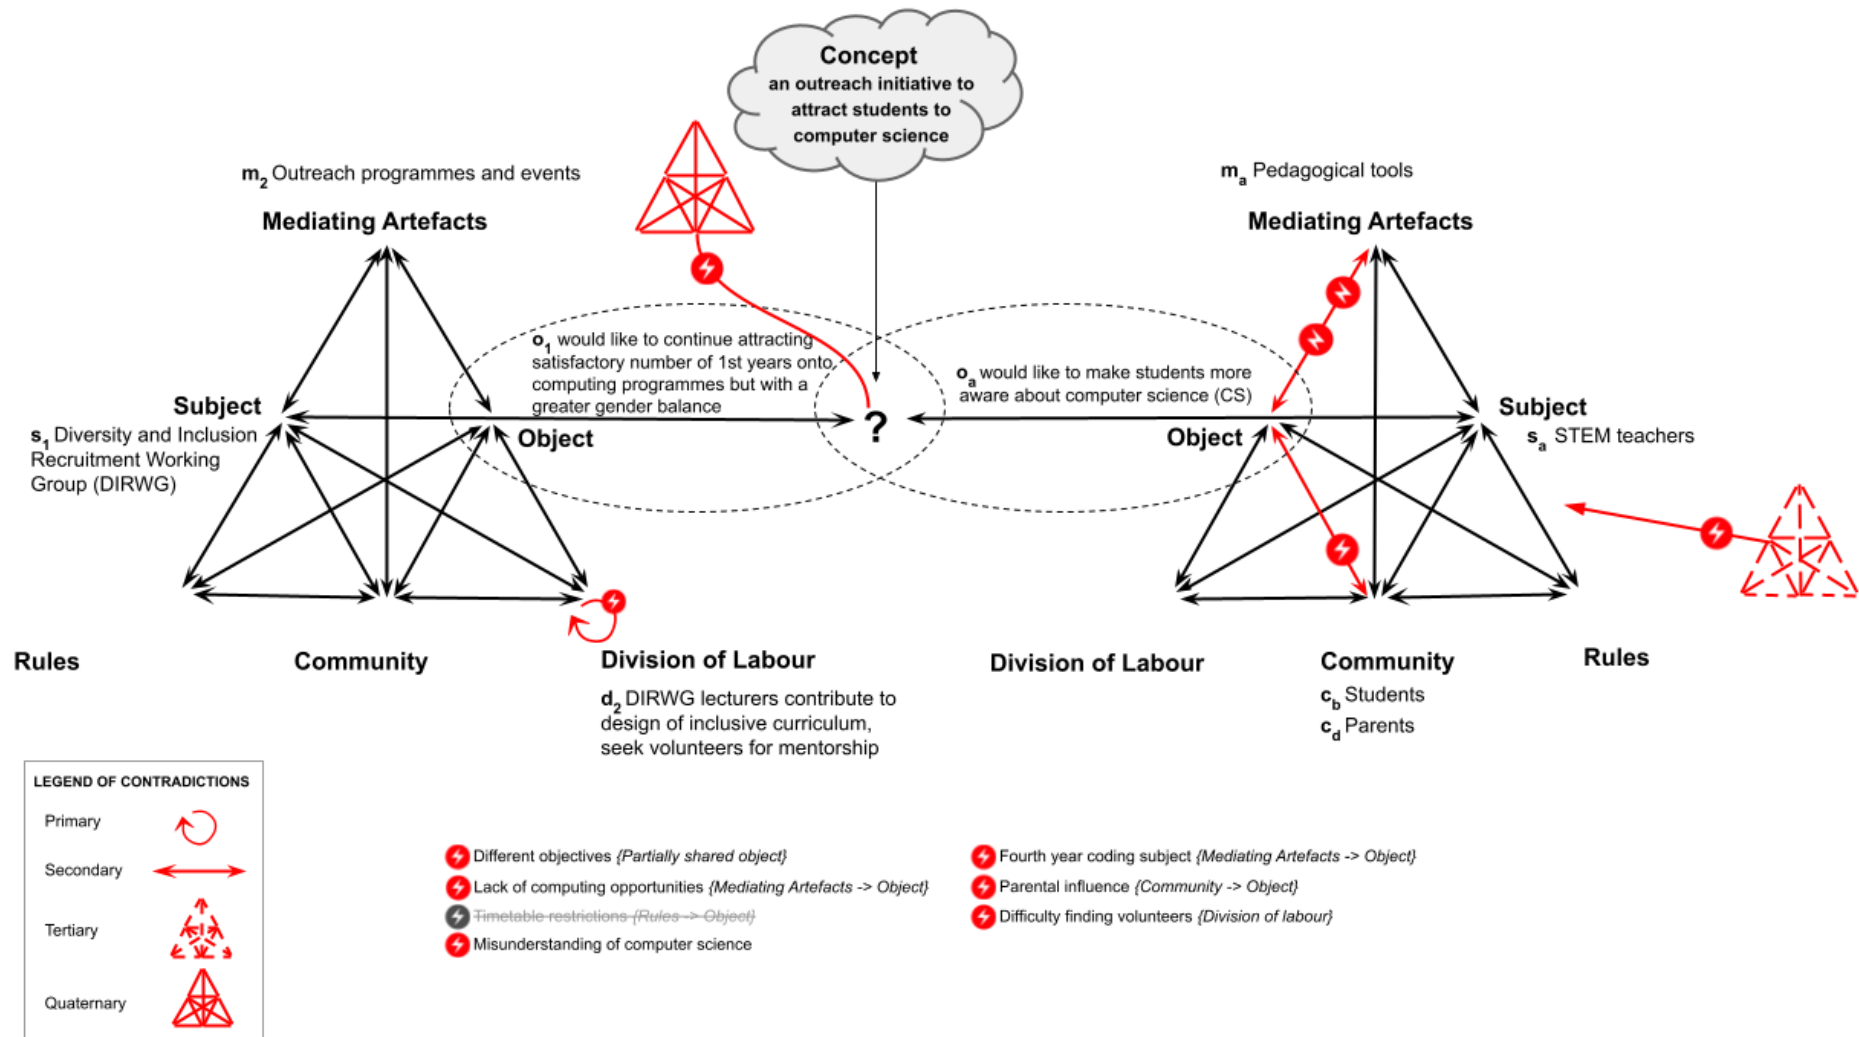 Concept
an outreach initiative to
attract students to
computer science
m2 Outreach programmes and events
Mediating Artefacts
ma Pedagogical tools
Mediating Artefacts
o1 would like to continue attracting
satisfactory number of 1st years onto
computing programmes but with a
greater gender balance
oa would like to make students more
aware about computer science (CS)
Subject
s1 Diversity and Inclusion
Recruitment Working
Group (DIRWG)
Object
?
Object
Subject
sa STEM teachers
Rules
Community
Division of Labour
d2 DIRWG lecturers contribute to
design of inclusive curriculum,
seek volunteers for mentorship
Division of Labour
Community
cb Students
cd Parents
Rules
LEGEND OF CONTRADICTIONS
Primary
Secondary
Tertiary
Quaternary
Different objectives {Partially shared object}
Lack of computing opportunities {Mediating Artefacts -> Object}
Timetable restrictions {Rules -> Object}
Misunderstanding of computer science
Fourth year coding subject {Mediating Artefacts -> Object}
Parental influence {Community -> Object}
Difficulty finding volunteers {Division of labour}